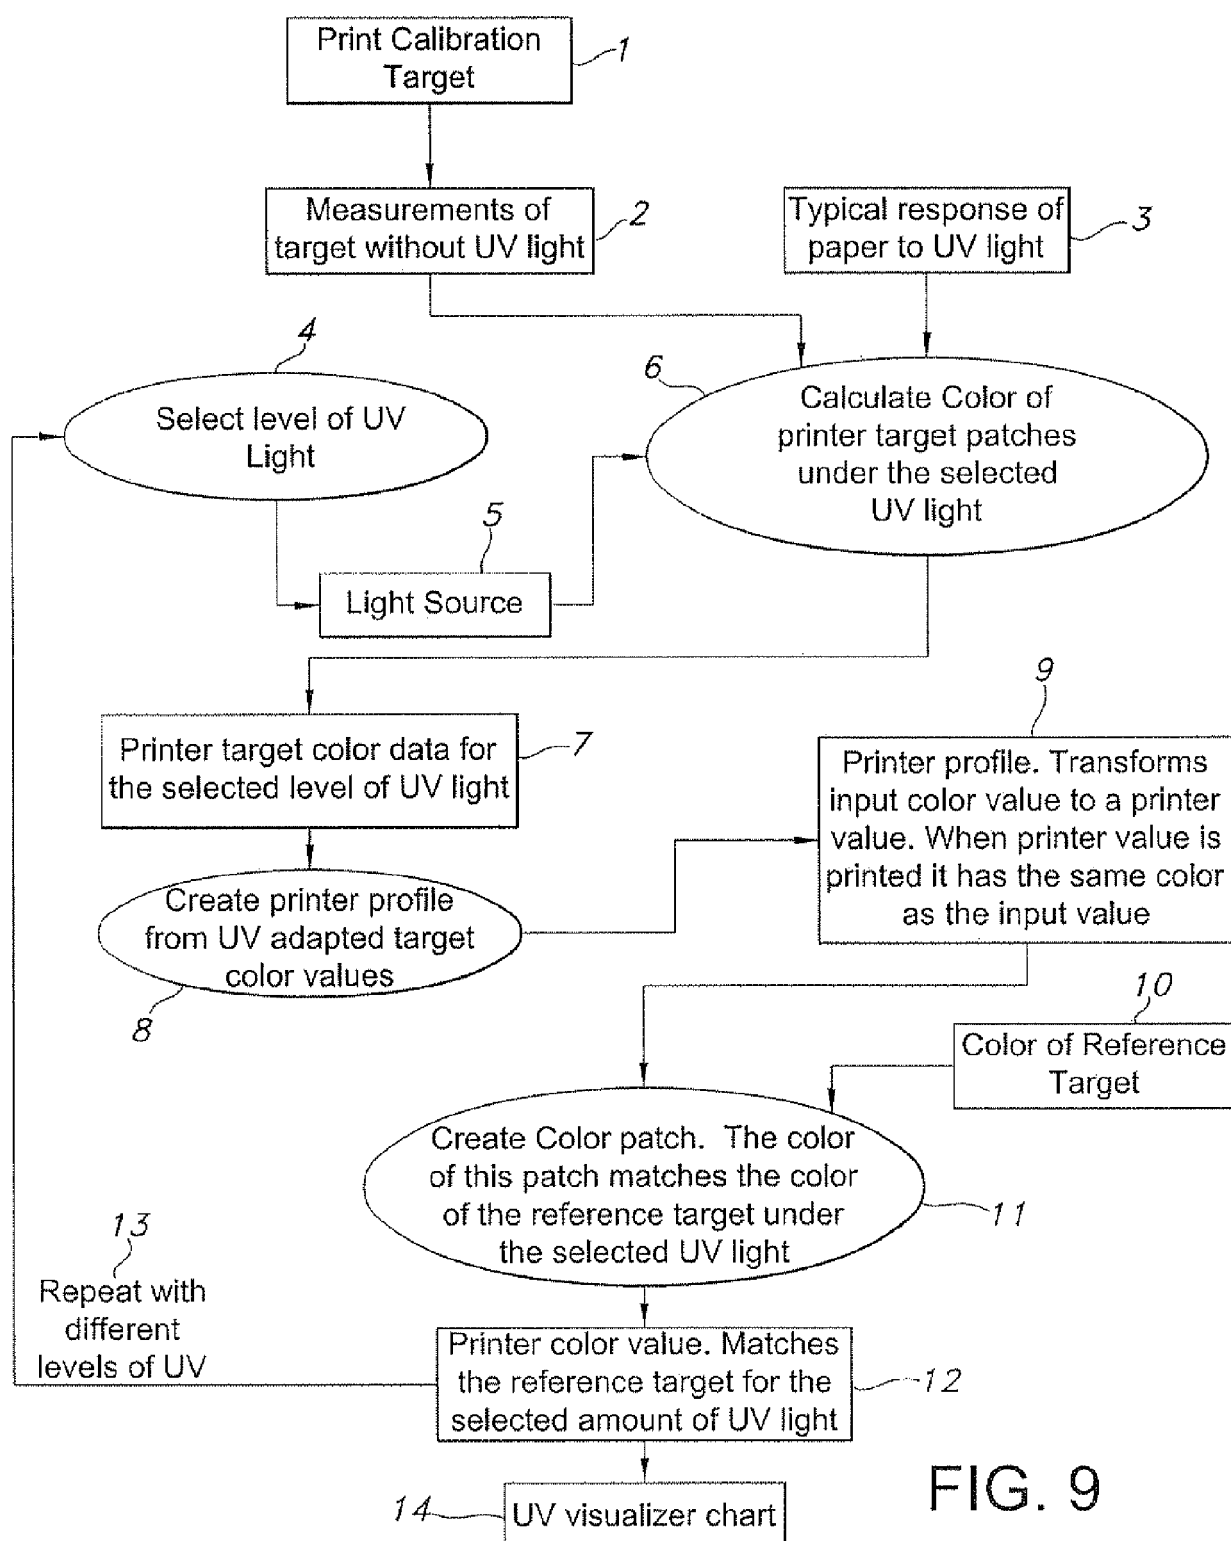 Print Calibration
Target
1
Measurements of
target without UV light
2
Typical response of
paper to UV light
3
4
Select level of UV
Light
5
Light Source
6
Calculate Color of
printer target patches
under the selected
UV light
Printer target color data for
the selected level of UV light
7
Create printer profile
from UV adapted target
color values
8
9
Printer profile. Transforms
input color value to a printer
value. When printer value is
printed it has the same color
as the input value
10
Color of Reference
Target
Create Color patch. The color
of this patch matches the color
of the reference target under
the selected UV light
11
13
Repeat with
different
levels of UV
Printer color value. Matches
the reference target for the
selected amount of UV light
12
14
UV visualizer chart
FIG. 9